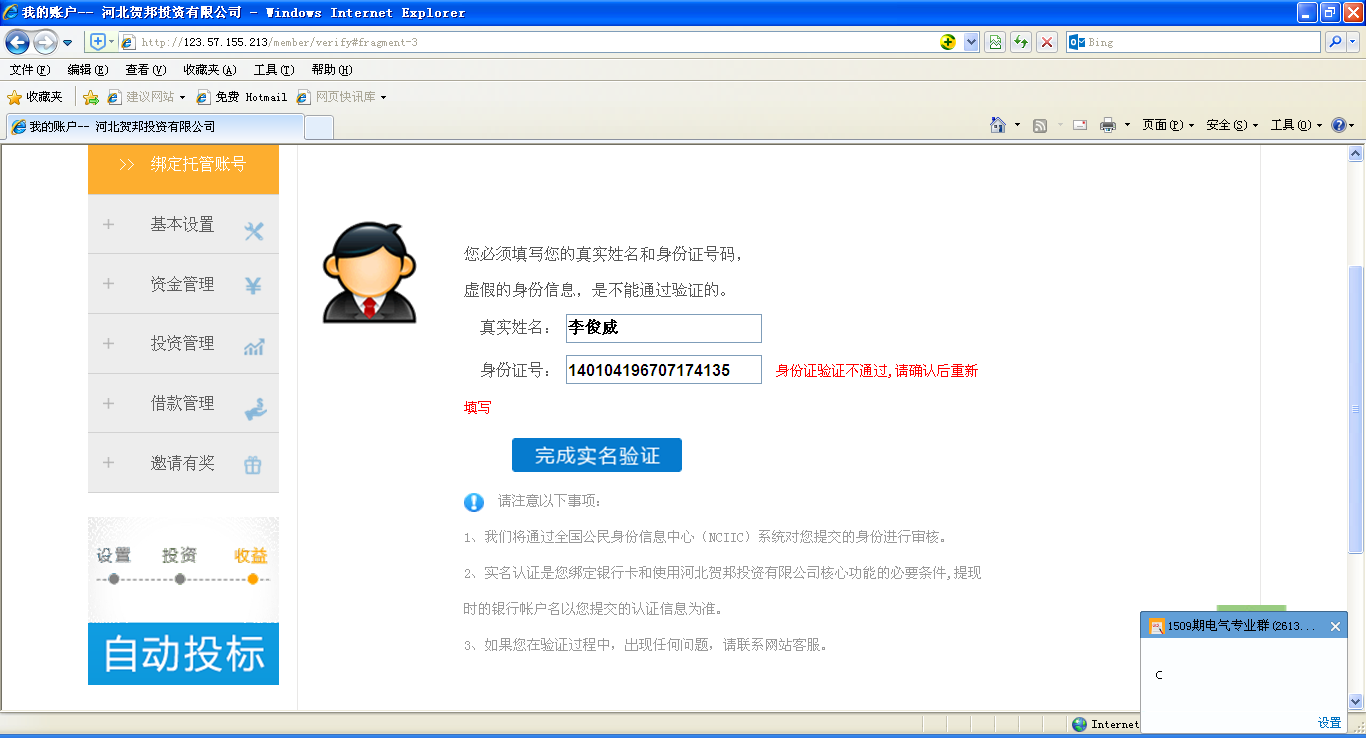 我的账户-- 河北贺邦投资有限公司 - Windows Internet Explorer
http://123.57.155.213/member/verify#fragment-3
Bing
文件(F) 编辑(E) 查看(V) 收藏夹(A) 工具(T) 帮助(H)
收藏夹 建议网站 免费 Hotmail 网页快讯库
我的账户-- 河北贺邦投资有限公司
页面(P) 安全(S) 工具(O)
>> 绑定托管账号
+ 基本设置
+ 资金管理 ¥
+ 投资管理
+ 借款管理
+ 邀请有奖
设置 投资 收益
自动投标
您必须填写您的真实姓名和身份证号码，
虚假的身份信息，是不能通过验证的。
真实姓名： 李俊威
身份证号： 140104196707174135 身份证验证不通过,请确认后重新
填写
完成实名验证
请注意以下事项：
1、我们将通过全国公民身份信息中心（NCIIC）系统对您提交的身份进行审核。
2、实名认证是您绑定银行卡和使用河北贺邦投资有限公司核心功能的必要条件,提现
时的银行帐户名以您提交的认证信息为淮。
3、如果您在验证过程中，出现任何问题，请联系网站客服。
1509期电气专业群(2613...
C
设置
Internet